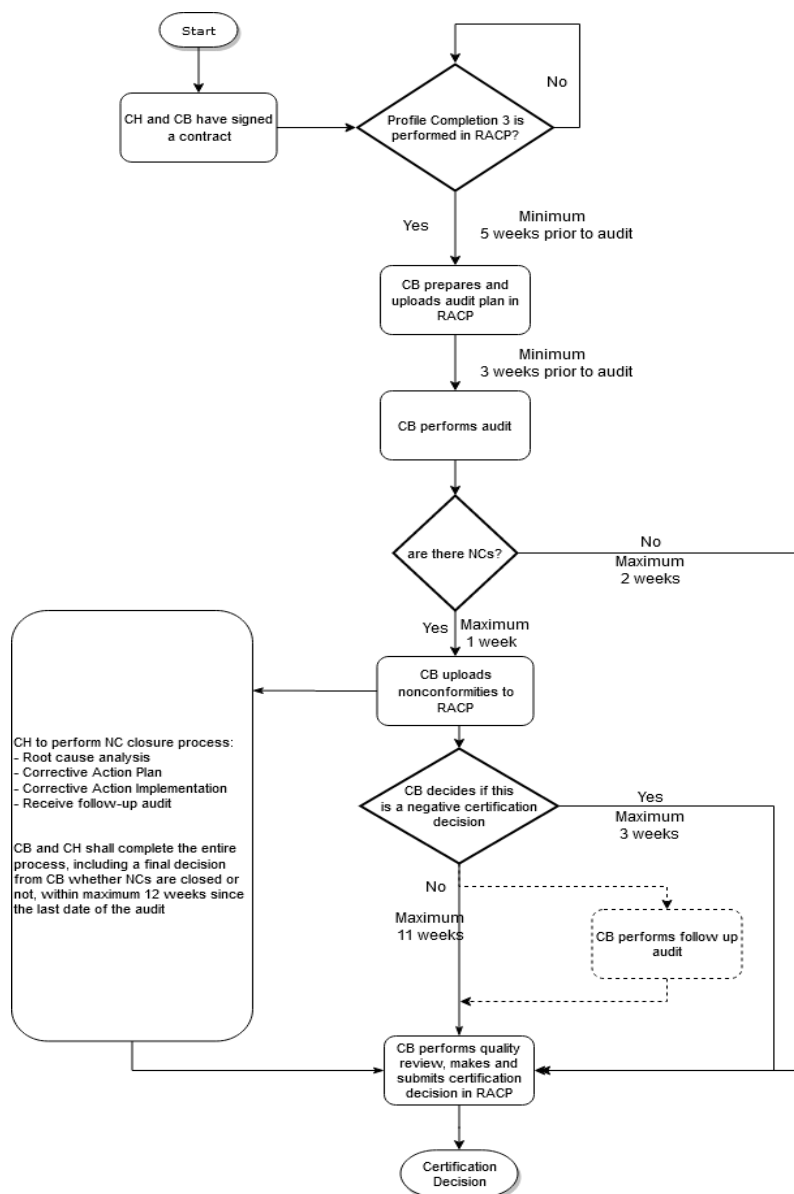 Start
CH and CB have signed
a contract
Profile Completion 3 is
performed in RACP?
No
Yes
Minimum
5 weeks prior to audit
CB prepares and
uploads audit plan in
RACP
Minimum
3 weeks prior to audit
CB performs audit
are there NCs?
No
Maximum
2 weeks
Yes
Maximum
1 week
CB uploads
nonconformities to
RACP
CH to perform NC closure process:
- Root cause analysis
- Corrective Action Plan
- Corrective Action Implementation
- Receive follow-up audit
CB and CH shall complete the entire
process, including a final decision
from CB whether NCs are closed or
not, within maximum 12 weeks since
the last date of the audit
CB decides if this
is a negative certification
decision
Yes
Maximum
3 weeks
No
Maximum
11 weeks
CB performs follow up
audit
CB performs quality
review, makes and
submits certification
decision in RACP
Certification
Decision